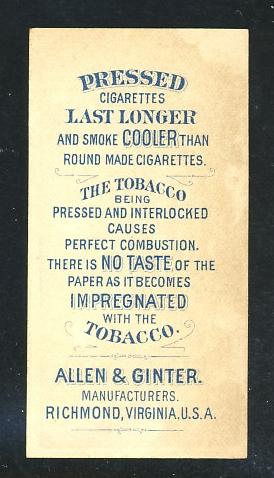 PRESSED
CIGARETTES
LAST LONGER
AND SMOKE COOLER THAN
ROUND MADE CIGARETTES.
THE TOBACCO
BEING
PRESSED AND INTERLOCKED
CAUSES
PERFECT COMBUSTION.
THERE IS NO TASTE OF THE
PAPER AS IT BECOMES
IMPREGNATED
WITH THE
TOBACCO.
ALLEN & GINTER.
MANUFACTURERS.
RICHMOND, VIRGINIA. U.S.A.